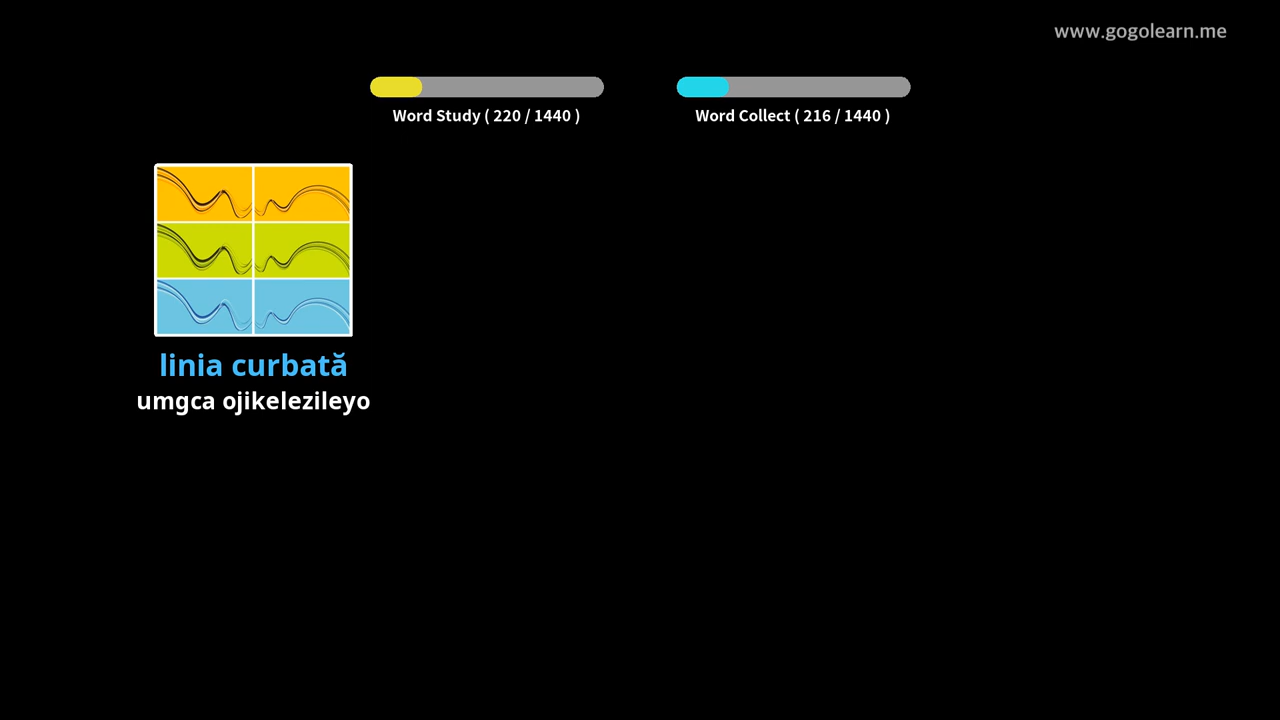 www.gogolearn.me
Word Study ( 220 / 1440 )
Word Collect ( 216 / 1440 )
linia curbată
umgca ojikelezileyo